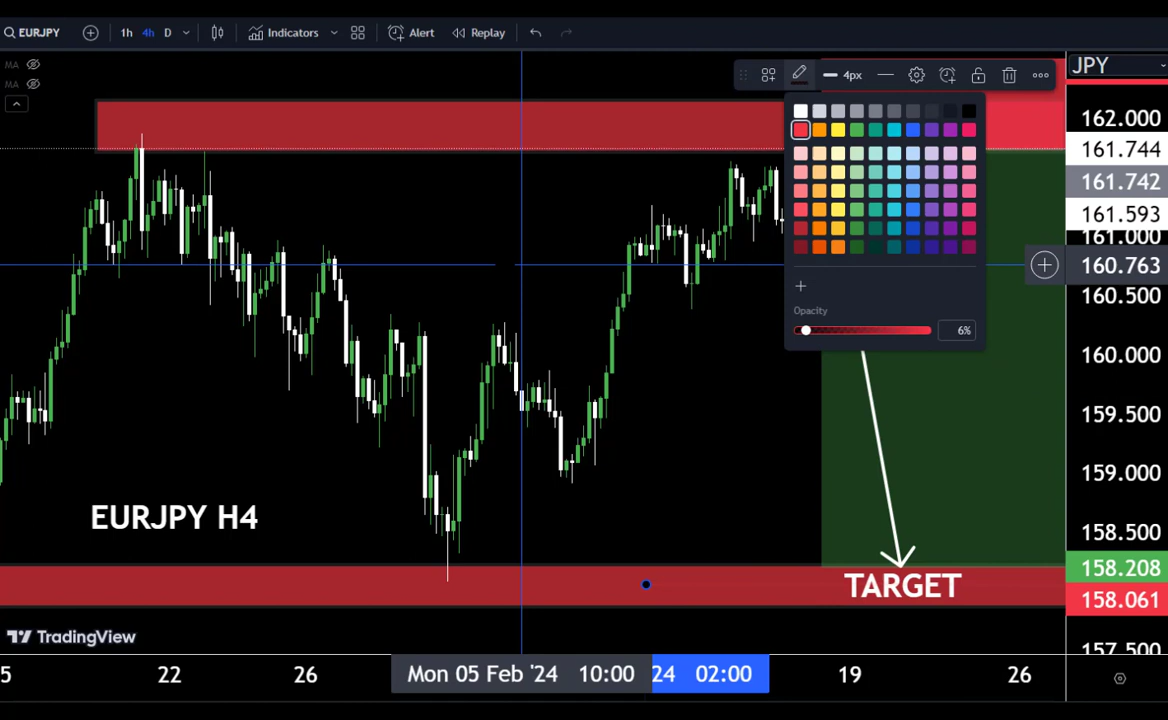 EURJPY 1h 4h D Indicators Alert Replay
4px JPY
MA
MA
162.000
161.744
161.742
161.593
161.000
160.763
160.500
Opacity
6%
160.000
159.500
159.000
EURJPY H4
158.500
158.208
TARGET
158.061
TradingView
157.500
5 22 26 Mon 05 Feb '24 10:00 24 02:00 19 26